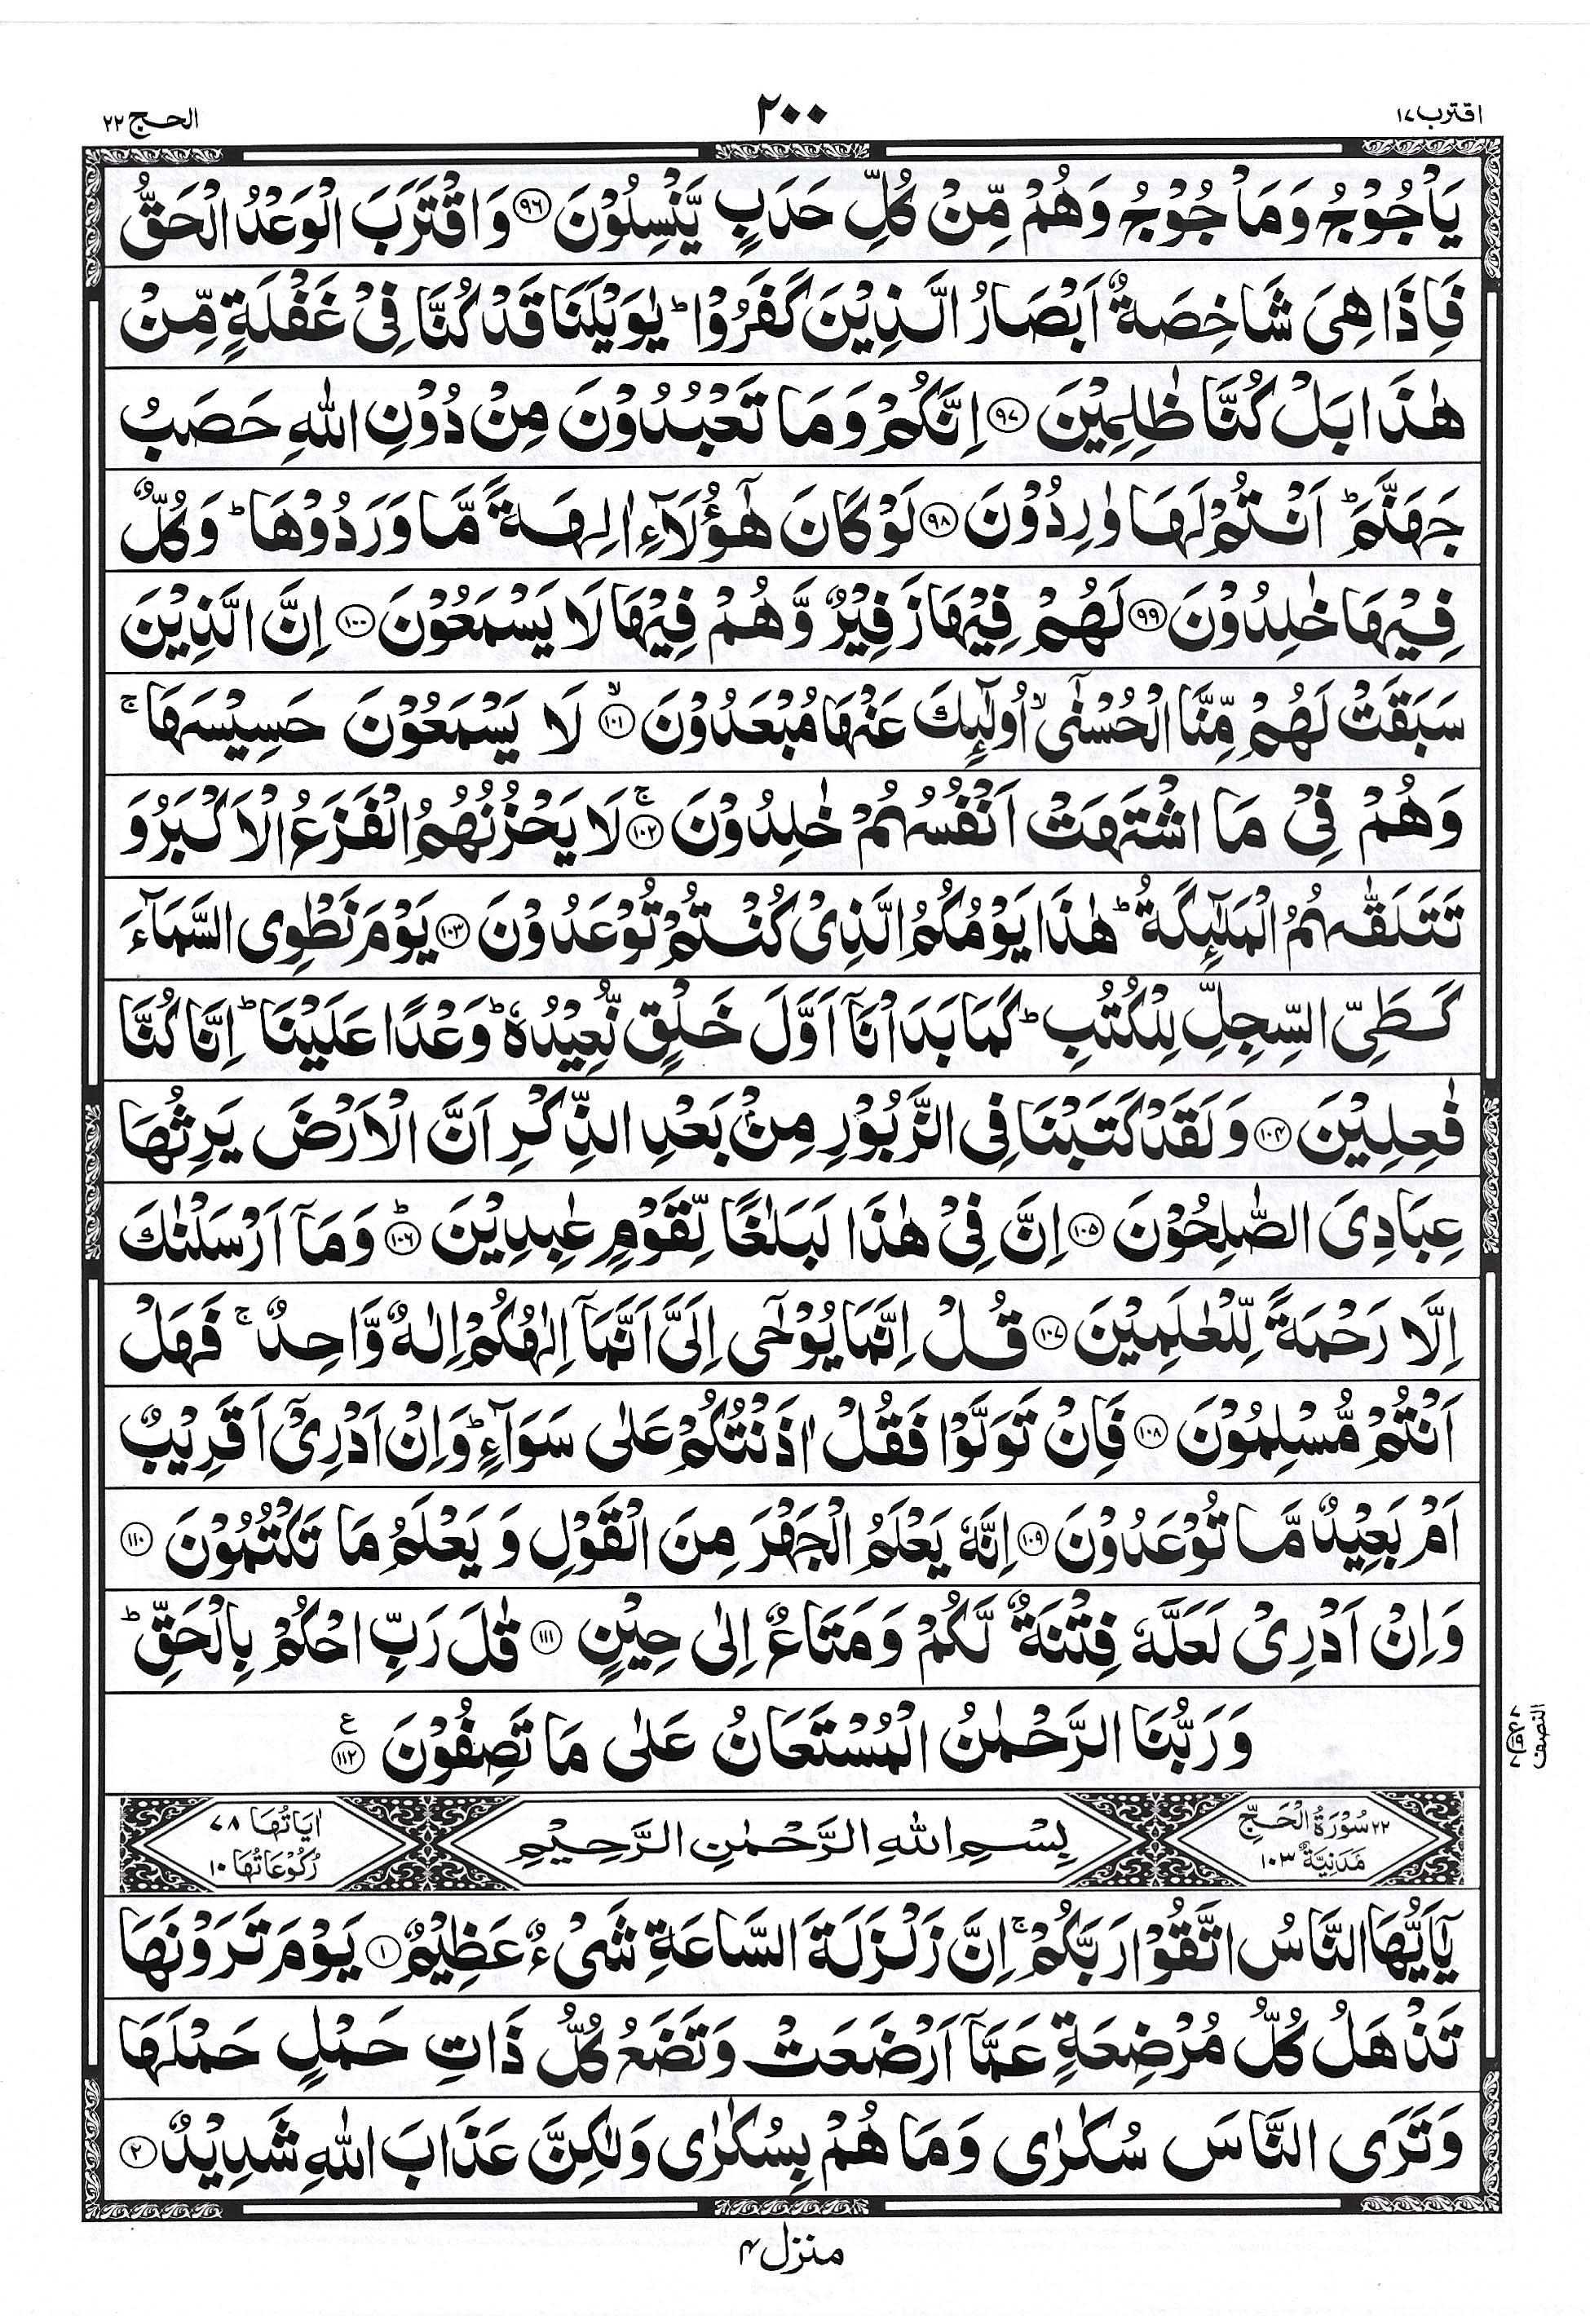 اقترب ١٧
٢٠٠
الحج ٢٢
يَاْجُوْجُ وَمَاْجُوْجُ وَهُمْ مِّنْ كُلِّ حَدَبٍ يَّنْسِلُوْنَ ﴿٩٦﴾ وَاقْتَرَبَ الْوَعْدُ الْحَقُّ
فَاِذَا هِىَ شَاخِصَةٌ اَبْصَارُ الَّذِيْنَ كَفَرُوْا ؕ يٰوَيْلَنَا قَدْ كُنَّا فِىْ غَفْلَةٍ مِّنْ
هٰذَا بَلْ كُنَّا ظٰلِمِيْنَ ﴿٩٧﴾ اِنَّكُمْ وَمَا تَعْبُدُوْنَ مِنْ دُوْنِ اللّٰهِ حَصَبُ
جَهَنَّمَ ؕ اَنْتُمْ لَهَا وٰرِدُوْنَ ﴿٩٨﴾ لَوْ كَانَ هٰٓؤُلَآءِ اٰلِهَةً مَّا وَرَدُوْهَا ؕ وَكُلٌّ
فِيْهَا خٰلِدُوْنَ ﴿٩٩﴾ لَهُمْ فِيْهَا زَفِيْرٌ وَّهُمْ فِيْهَا لَا يَسْمَعُوْنَ ﴿١٠٠﴾ اِنَّ الَّذِيْنَ
سَبَقَتْ لَهُمْ مِّنَّا الْحُسْنٰٓى ۙ اُولٰٓئِكَ عَنْهَا مُبْعَدُوْنَ ۙ﴿١٠١﴾ لَا يَسْمَعُوْنَ حَسِيْسَهَا ۚ
وَهُمْ فِىْ مَا اشْتَهَتْ اَنْفُسُهُمْ خٰلِدُوْنَ ۚ﴿١٠٢﴾ لَا يَحْزُنُهُمُ الْفَزَعُ الْاَكْبَرُ وَ
تَتَلَقّٰىهُمُ الْمَلٰٓئِكَةُ ؕ هٰذَا يَوْمُكُمُ الَّذِىْ كُنْتُمْ تُوْعَدُوْنَ ﴿١٠٣﴾ يَوْمَ نَطْوِى السَّمَآءَ
كَطَىِّ السِّجِلِّ لِلْكُتُبِ ؕ كَمَا بَدَاْنَآ اَوَّلَ خَلْقٍ نُّعِيْدُهٗ ؕ وَعْدًا عَلَيْنَا ؕ اِنَّا كُنَّا
فٰعِلِيْنَ ﴿١٠٤﴾ وَلَقَدْ كَتَبْنَا فِى الزَّبُوْرِ مِنْۢ بَعْدِ الذِّكْرِ اَنَّ الْاَرْضَ يَرِثُهَا
عِبَادِىَ الصّٰلِحُوْنَ ﴿١٠٥﴾ اِنَّ فِىْ هٰذَا لَبَلٰغًا لِّقَوْمٍ عٰبِدِيْنَ ؕ﴿١٠٦﴾ وَمَآ اَرْسَلْنٰكَ
اِلَّا رَحْمَةً لِّلْعٰلَمِيْنَ ﴿١٠٧﴾ قُلْ اِنَّمَا يُوْحٰٓى اِلَىَّ اَنَّمَآ اِلٰهُكُمْ اِلٰهٌ وَّاحِدٌ ۚ فَهَلْ
اَنْتُمْ مُّسْلِمُوْنَ ﴿١٠٨﴾ فَاِنْ تَوَلَّوْا فَقُلْ اٰذَنْتُكُمْ عَلٰى سَوَآءٍ ؕ وَاِنْ اَدْرِىْٓ اَقَرِيْبٌ
اَمْ بَعِيْدٌ مَّا تُوْعَدُوْنَ ﴿١٠٩﴾ اِنَّهٗ يَعْلَمُ الْجَهْرَ مِنَ الْقَوْلِ وَيَعْلَمُ مَا تَكْتُمُوْنَ ﴿١١٠﴾
وَاِنْ اَدْرِىْ لَعَلَّهٗ فِتْنَةٌ لَّكُمْ وَمَتَاعٌ اِلٰى حِيْنٍ ﴿١١١﴾ قٰلَ رَبِّ احْكُمْ بِالْحَقِّ ؕ
وَرَبُّنَا الرَّحْمٰنُ الْمُسْتَعَانُ عَلٰى مَا تَصِفُوْنَ ﴿١١٢﴾ ع
النصف
٢٢ سُوْرَةُ الْحَجِّ مَدَنِيَّةٌ ١٠٣
بِسْمِ اللّٰهِ الرَّحْمٰنِ الرَّحِيْمِ
اٰيَاتُهَا ٧٨ رُكُوْعَاتُهَا ١٠
يٰٓاَيُّهَا النَّاسُ اتَّقُوْا رَبَّكُمْ ۚ اِنَّ زَلْزَلَةَ السَّاعَةِ شَىْءٌ عَظِيْمٌ ﴿١﴾ يَوْمَ تَرَوْنَهَا
تَذْهَلُ كُلُّ مُرْضِعَةٍ عَمَّآ اَرْضَعَتْ وَتَضَعُ كُلُّ ذَاتِ حَمْلٍ حَمْلَهَا
وَتَرَى النَّاسَ سُكٰرٰى وَمَا هُمْ بِسُكٰرٰى وَلٰكِنَّ عَذَابَ اللّٰهِ شَدِيْدٌ ﴿٢﴾
منزل ٤